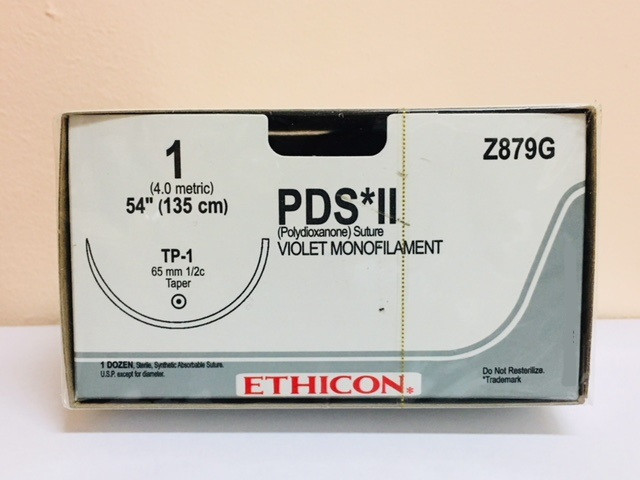 1
(4.0 metric)
54" (135 cm)
TP-1
65 mm 1/2c
Taper
PDS*II
(Polydioxanone) Suture
VIOLET MONOFILAMENT
Z879G
1 DOZEN, Sterile, Synthetic Absorbable Suture.
U.S.P. except for diameter.
ETHICON*
Do Not Resterilize.
*Trademark